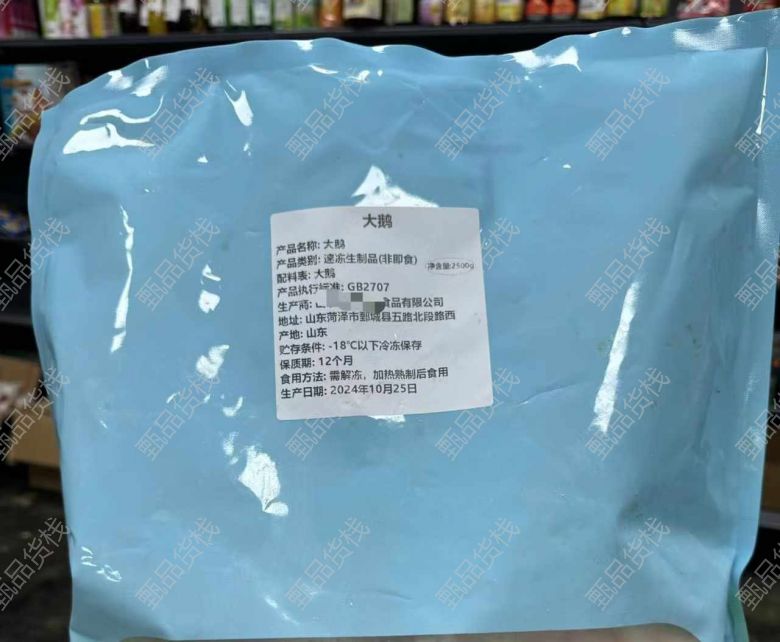 大鹅
产品名称: 大鹅
产品类别: 速冻生制品(非即食)
净含量:2500g
配料表: 大鹅
产品执行标准: GB2707
生产商: 山 食品有限公司
地址: 山东菏泽市鄄城县五路北段路西
产地: 山东
贮存条件: -18℃以下冷冻保存
保质期: 12个月
食用方法: 需解冻，加热熟制后食用
生产日期: 2024年10月25日
甄品货栈